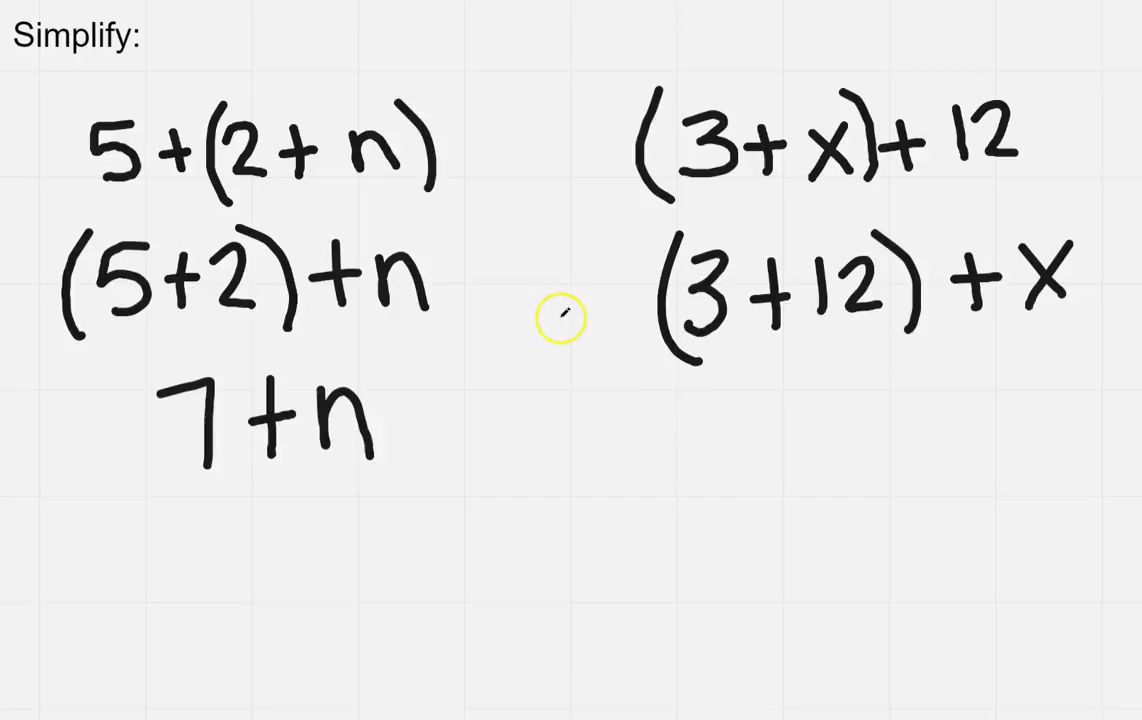 Simplify:
5+(2+n)
(5+2)+n
7+n
(3+x)+12
(3+12)+x